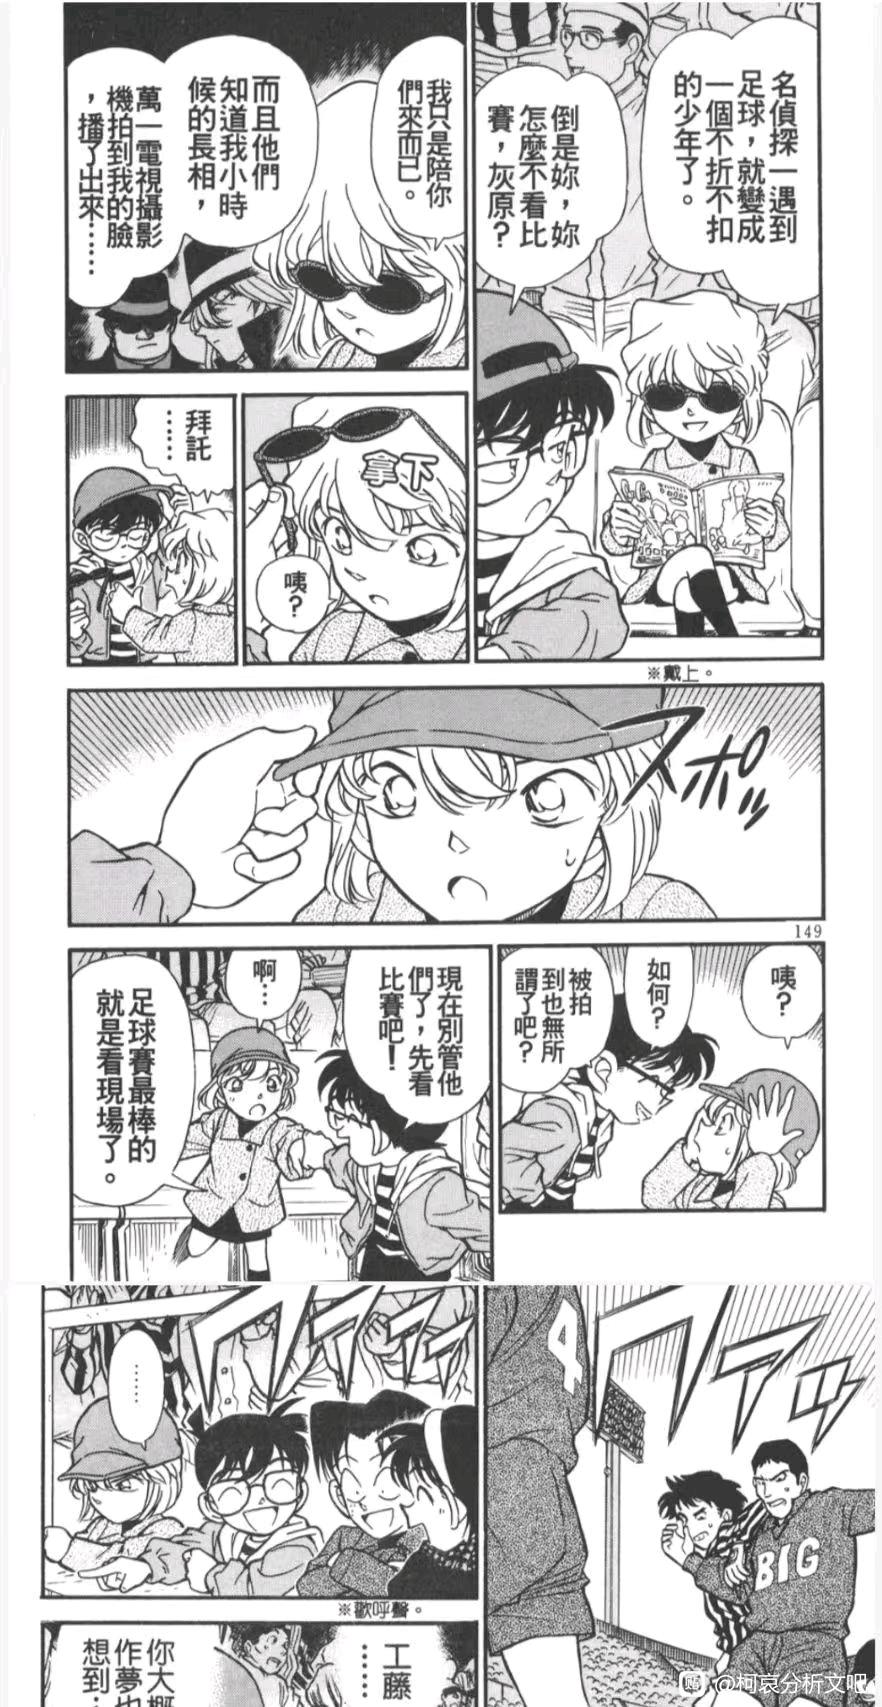 名偵探一遇到
足球，就變成
一個不折不扣
的少年了。
倒是妳，妳
怎麼不看比
賽，灰原？
我只是陪你
們來而已。
而且他們
知道我小時
候的長相，
萬一電視攝影
機拍到我的臉
，播了出來……
※戴上。
拿下
咦？
拜託
……
スポッ
149
咦？
如何？
被拍
到也無所
謂了吧？
現在別管他
們了，先看
比賽吧！
啊…
足球賽最棒的
就是看現場了。
4
BIG
ワァァ
ワァァァ
……
※歡呼聲。
工藤
……
你大概
作夢也
想到
@柯哀分析文吧